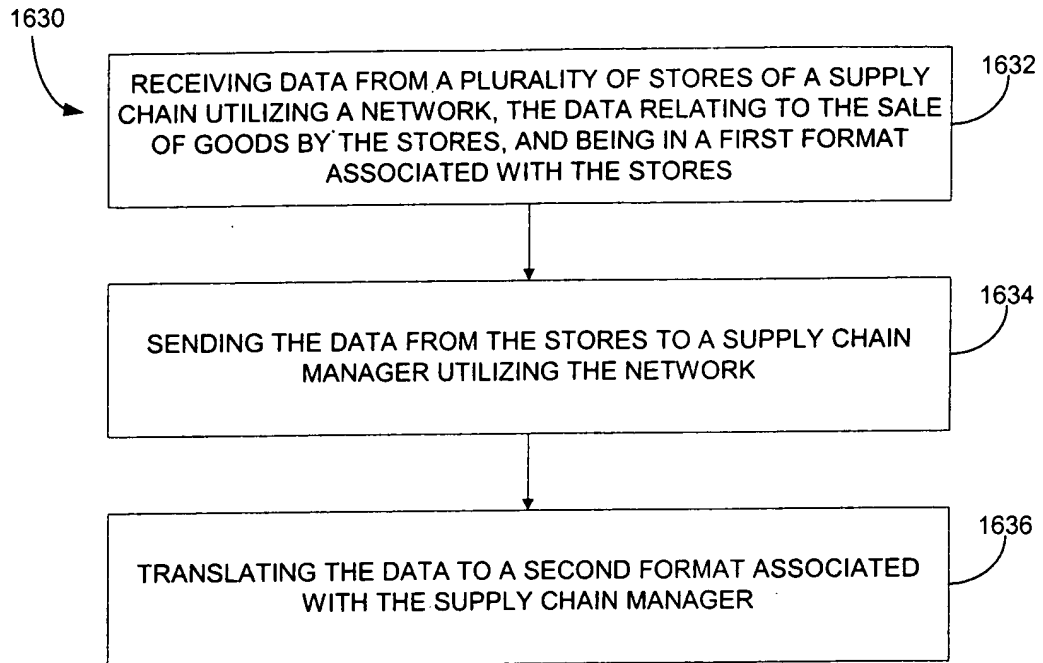 1630
RECEIVING DATA FROM A PLURALITY OF STORES OF A SUPPLY
CHAIN UTILIZING A NETWORK, THE DATA RELATING TO THE SALE
OF GOODS BY THE STORES, AND BEING IN A FIRST FORMAT
ASSOCIATED WITH THE STORES
1632
SENDING THE DATA FROM THE STORES TO A SUPPLY CHAIN
MANAGER UTILIZING THE NETWORK
1634
TRANSLATING THE DATA TO A SECOND FORMAT ASSOCIATED
WITH THE SUPPLY CHAIN MANAGER
1636